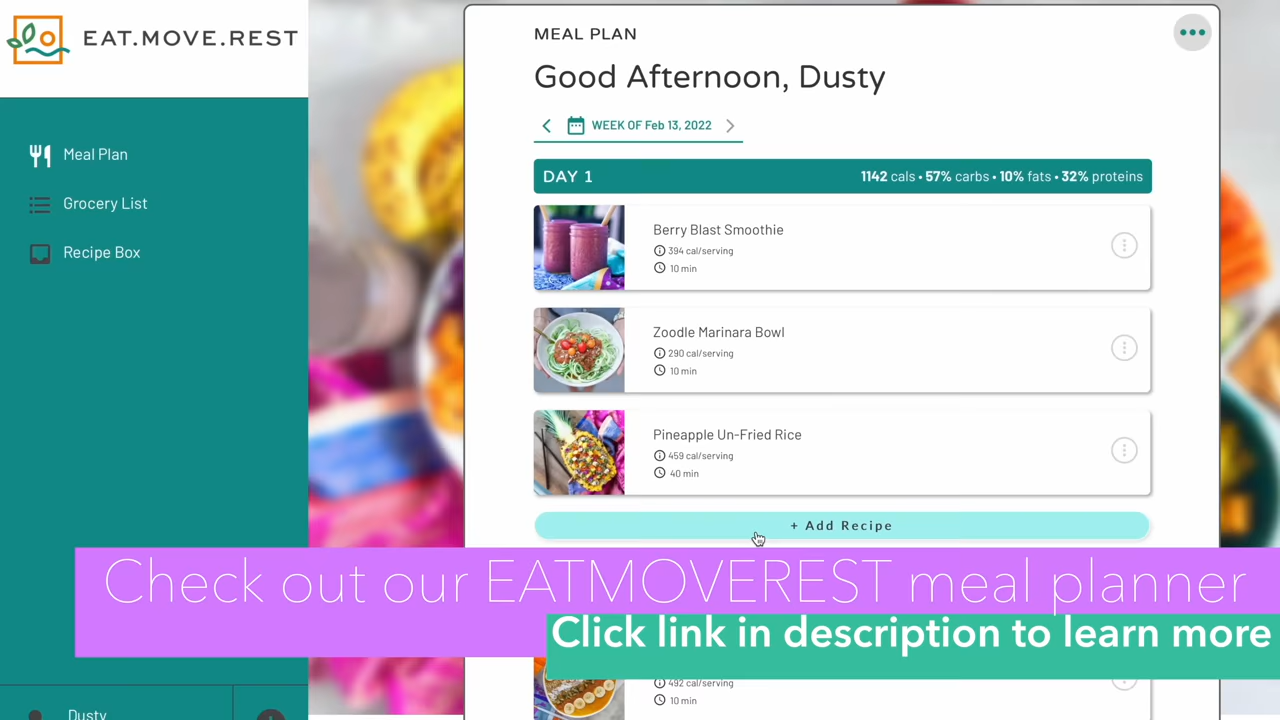 EAT.MOVE.REST
Meal Plan
Grocery List
Recipe Box
Dusty
MEAL PLAN
Good Afternoon, Dusty
WEEK OF Feb 13, 2022
DAY 1
1142 cals • 57% carbs • 10% fats • 32% proteins
Berry Blast Smoothie
394 cal/serving
10 min
Zoodle Marinara Bowl
290 cal/serving
10 min
Pineapple Un-Fried Rice
459 cal/serving
40 min
+ Add Recipe
Check out our EATMOVEREST meal planner
Click link in description to learn more
492 cal/serving
10 min